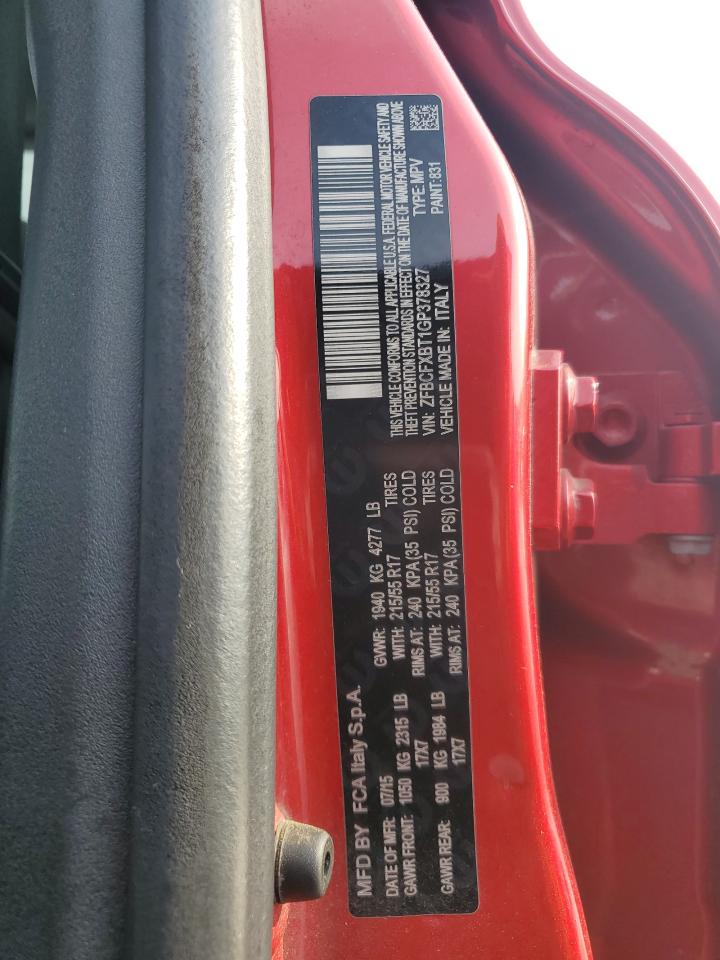 MFD BY FCA Italy S.p.A.
DATE OF MFR: 07/15 GVWR: 1940 KG 4277 LB
GAWR FRONT: 1050 KG 2315 LB WITH: 215/55 R17 TIRES
17X7 RIMS AT: 240 KPA(35 PSI) COLD
GAWR REAR: 900 KG 1984 LB WITH: 215/55 R17 TIRES
17X7 RIMS AT: 240 KPA(35 PSI) COLD
THIS VEHICLE CONFORMS TO ALL APPLICABLE U.S.A. FEDERAL MOTOR VEHICLE SAFETY AND
THEFT PREVENTION STANDARDS IN EFFECT ON THE DATE OF MANUFACTURE SHOWN ABOVE
VIN: ZFBCFXBT1GP378327 TYPE: MPV
VEHICLE MADE IN: ITALY PAINT: 831